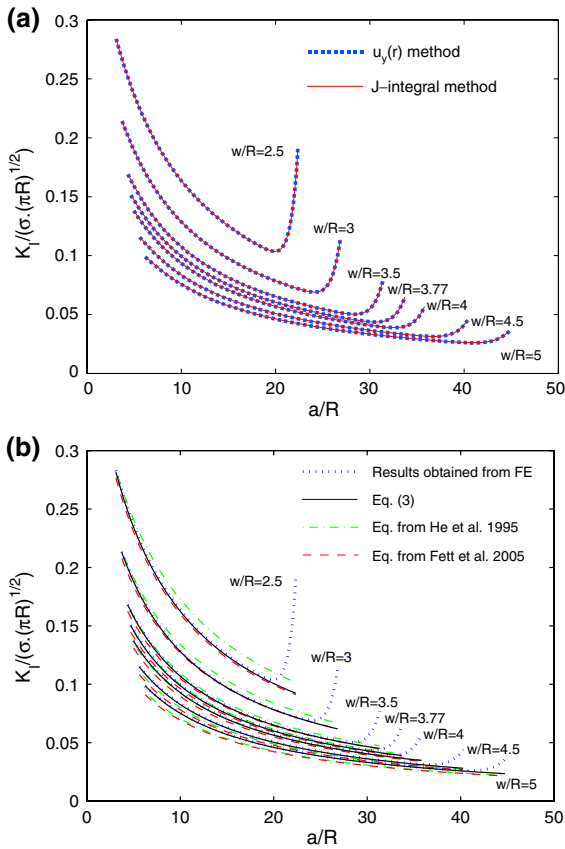 (a)
0.3
0.25
0.2
0.15
0.1
0.05
0
K_I/(σ.(πR)^1/2)
u_y(r) method
J–integral method
w/R=2.5
w/R=3
w/R=3.5
w/R=3.77
w/R=4
w/R=4.5
w/R=5
0 10 20 30 40 50
a/R
(b)
0.3
0.25
0.2
0.15
0.1
0.05
0
K_I/(σ.(πR)^1/2)
Results obtained from FE
Eq. (3)
Eq. from He et al. 1995
Eq. from Fett et al. 2005
w/R=2.5
w/R=3
w/R=3.5
w/R=3.77
w/R=4
w/R=4.5
w/R=5
0 10 20 30 40 50
a/R